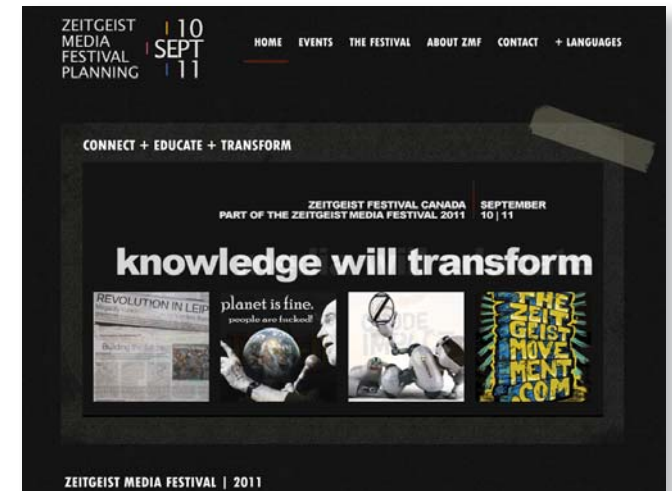 ZEITGEIST
MEDIA
FESTIVAL
PLANNING
10
SEPT
11
HOME EVENTS THE FESTIVAL ABOUT ZMF CONTACT + LANGUAGES
CONNECT + EDUCATE + TRANSFORM
ZEITGEIST FESTIVAL CANADA
PART OF THE ZEITGEIST MEDIA FESTIVAL 2011
SEPTEMBER
10 | 11
knowledge will transform
REVOLUTION IN LEIP
Building the
planet is fine.
people are fucked!
THE
ZEIT
GEIST
MOVE
MENT
.COM
ZEITGEIST MEDIA FESTIVAL | 2011